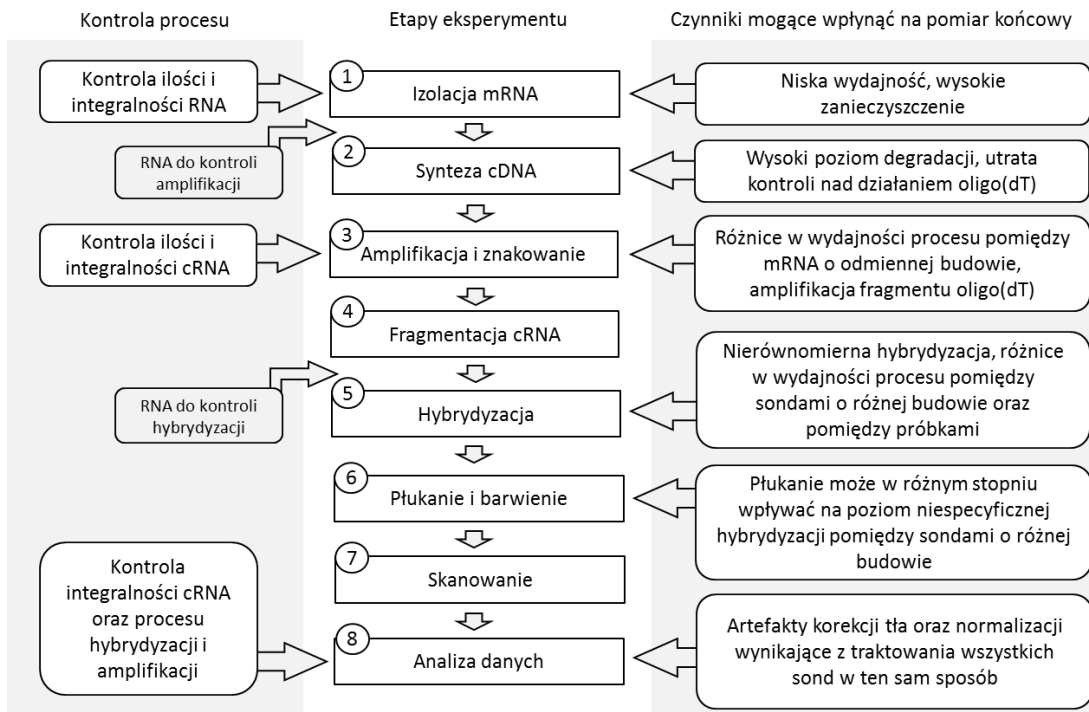 Kontrola procesu
Etapy eksperymentu
Czynniki mogące wpłynąć na pomiar końcowy
Kontrola ilości i
integralności RNA
1
Izolacja mRNA
Niska wydajność, wysokie
zanieczyszczenie
RNA do kontroli
amplifikacji
2
Synteza cDNA
Wysoki poziom degradacji, utrata
kontroli nad działaniem oligo(dT)
Kontrola ilości i
integralności cRNA
3
Amplifikacja i znakowanie
Różnice w wydajności procesu pomiędzy
mRNA o odmiennej budowie,
amplifikacja fragmentu oligo(dT)
4
Fragmentacja cRNA
RNA do kontroli
hybrydyzacji
5
Hybrydyzacja
Nierównomierna hybrydyzacja, różnice
w wydajności procesu pomiędzy
sondami o różnej budowie oraz
pomiędzy próbkami
6
Płukanie i barwienie
Płukanie może w różnym stopniu
wpływać na poziom niespecyficznej
hybrydyzacji pomiędzy sondami o różnej
budowie
7
Skanowanie
Kontrola
integralności cRNA
oraz procesu
hybrydyzacji i
amplifikacji
8
Analiza danych
Artefakty korekcji tła oraz normalizacji
wynikające z traktowania wszystkich
sond w ten sam sposób